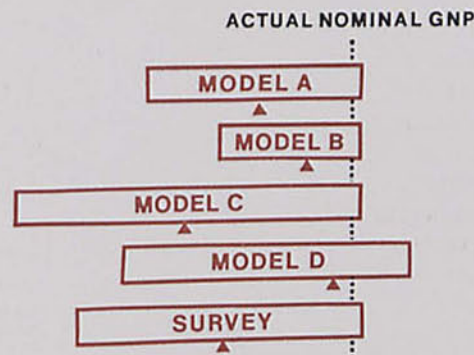 ACTUAL NOMINAL GNP
MODEL A
MODEL B
MODEL C
MODEL D
SURVEY